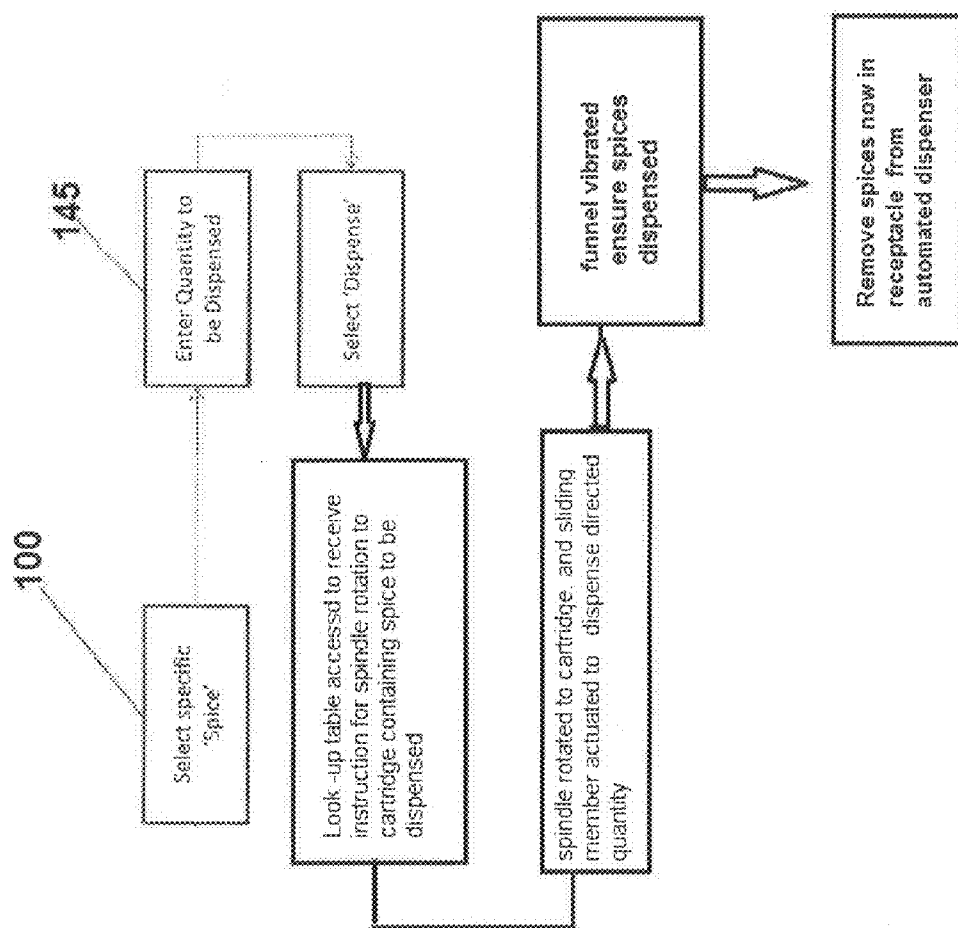 100
145
Select specific
'Spice'
Enter Quantity to
be Dispensed
Select 'Dispense'
Look -up table accessd to receive
instruction for spindle rotation to
cartridge containing spice to be
dispensed
spindle rotated to cartridge, and sliding
member actuated to dispense directed
quantity
funnel vibrated
ensure spices
dispensed
Remove spices now in
receptacle from
automated dispenser